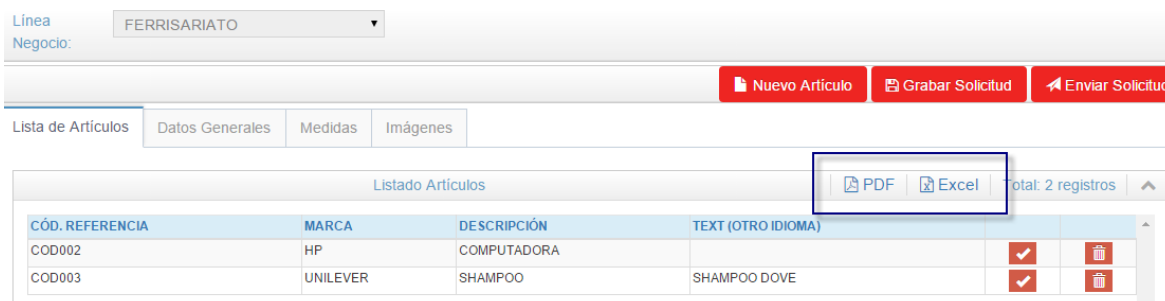 Línea Negocio: FERRISARIATO
Nuevo Artículo Grabar Solicitud Enviar Solicitud
Lista de Artículos Datos Generales Medidas Imágenes
Listado Artículos PDF Excel Total: 2 registros
CÓD. REFERENCIA MARCA DESCRIPCIÓN TEXT (OTRO IDIOMA)
COD002 HP COMPUTADORA
COD003 UNILEVER SHAMPOO SHAMPOO DOVE